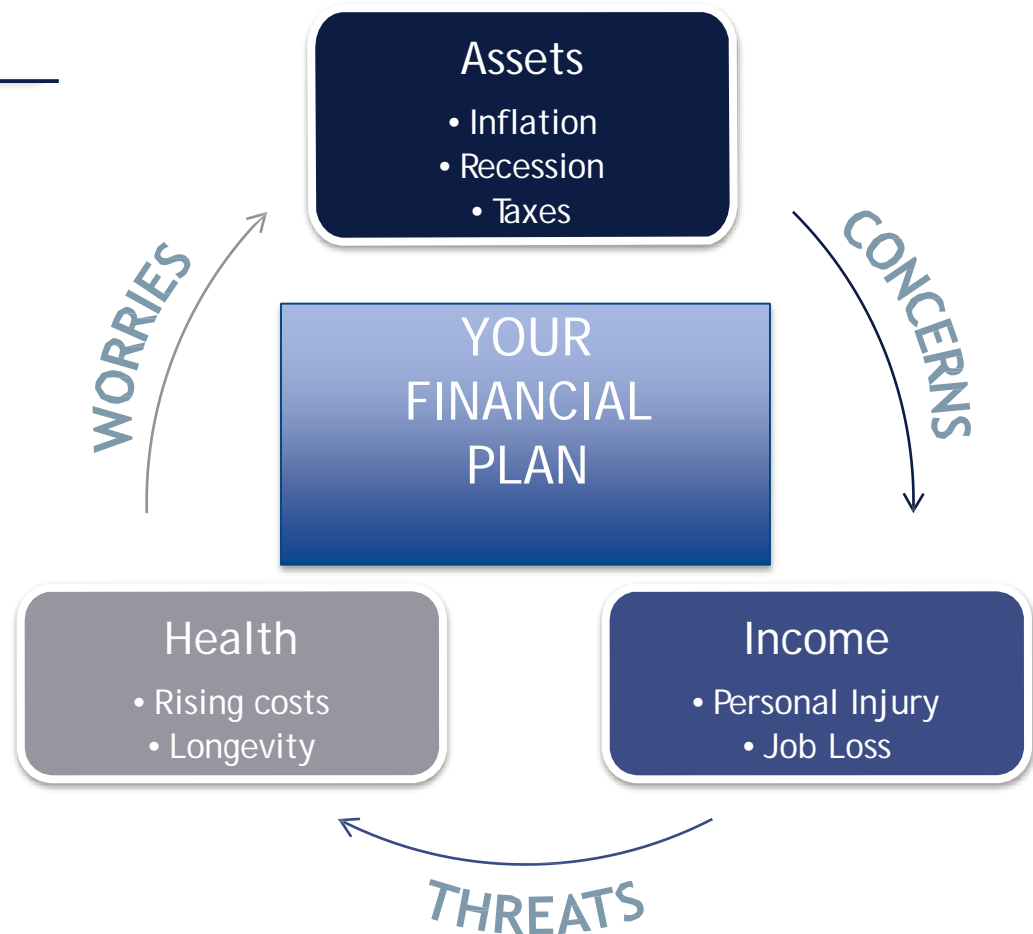 Assets
• Inflation
• Recession
• Taxes
WORRIES
CONCERNS
YOUR
FINANCIAL
PLAN
Health
• Rising costs
• Longevity
Income
• Personal Injury
• Job Loss
THREATS